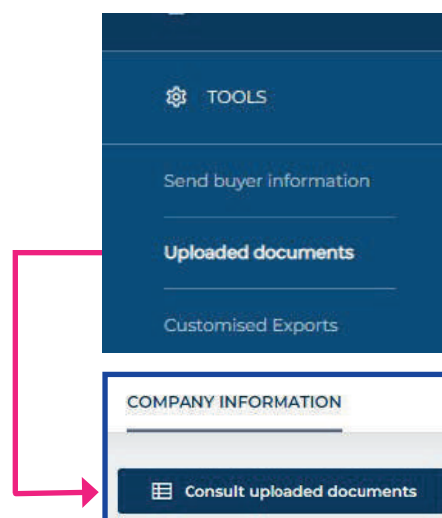 TOOLS
Send buyer information
Uploaded documents
Customised Exports
COMPANY INFORMATION
Consult uploaded documents